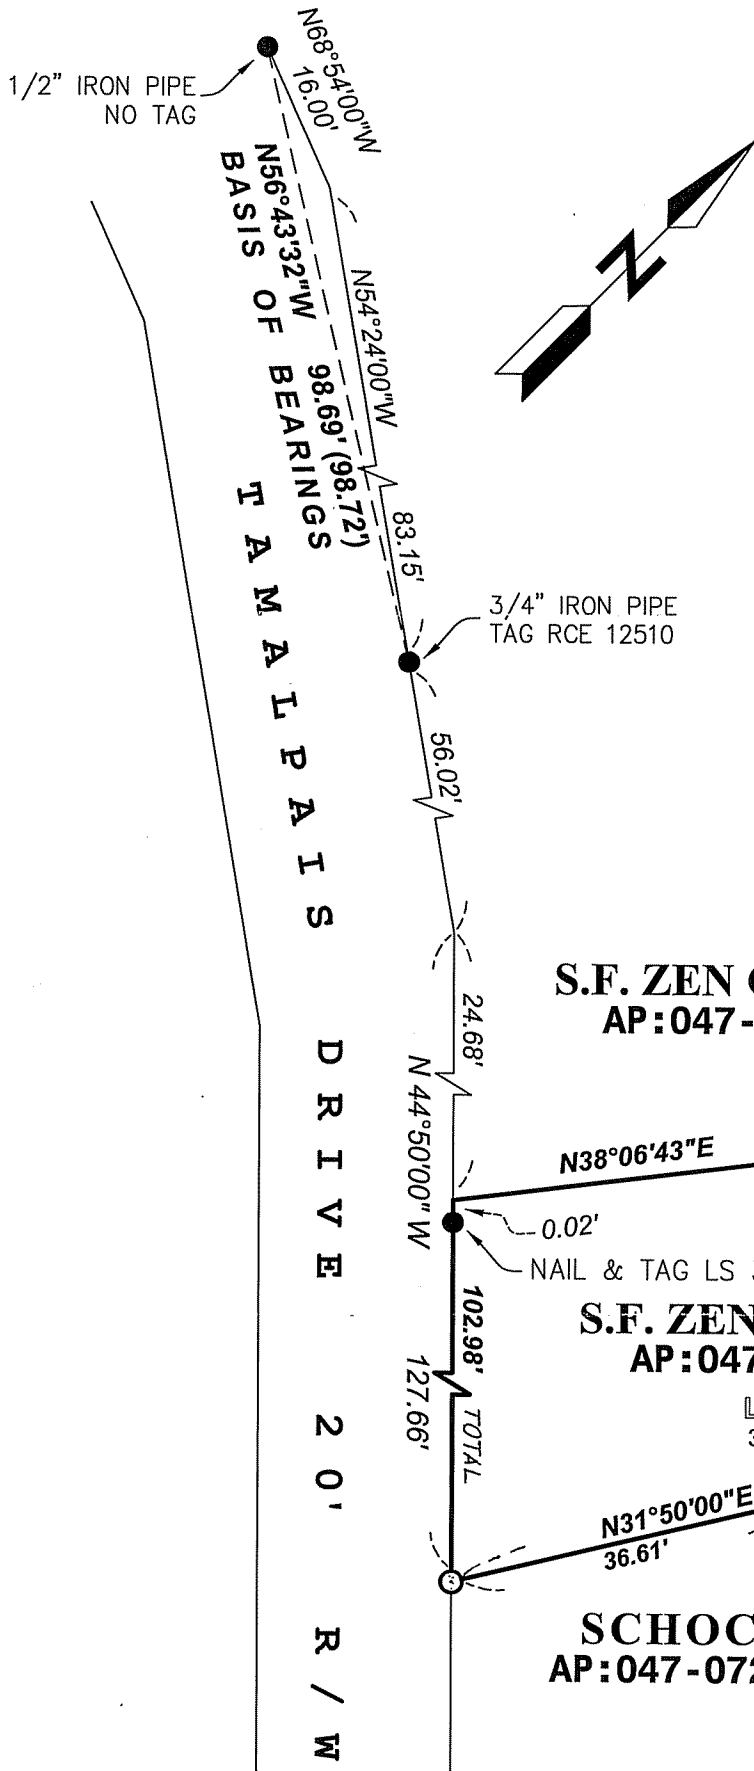 N68°54'00"W
16.00'
1/2" IRON PIPE
NO TAG
N56°43'32"W 98.69' (98.72')
BASIS OF BEARINGS
N
N54°24'00"W
83.15'
3/4" IRON PIPE
TAG RCE 12510
56.02'
TAMALPAIS DRIVE 20' R/W
S.F. ZEN
AP:047-
24.68'
N 44°50'00" W
N38°06'43"E
0.02'
NAIL & TAG LS
S.F. ZEN
AP:047
102.98'
127.66' TOTAL
N31°50'00"E
36.61'
SCHOC
AP:047-072